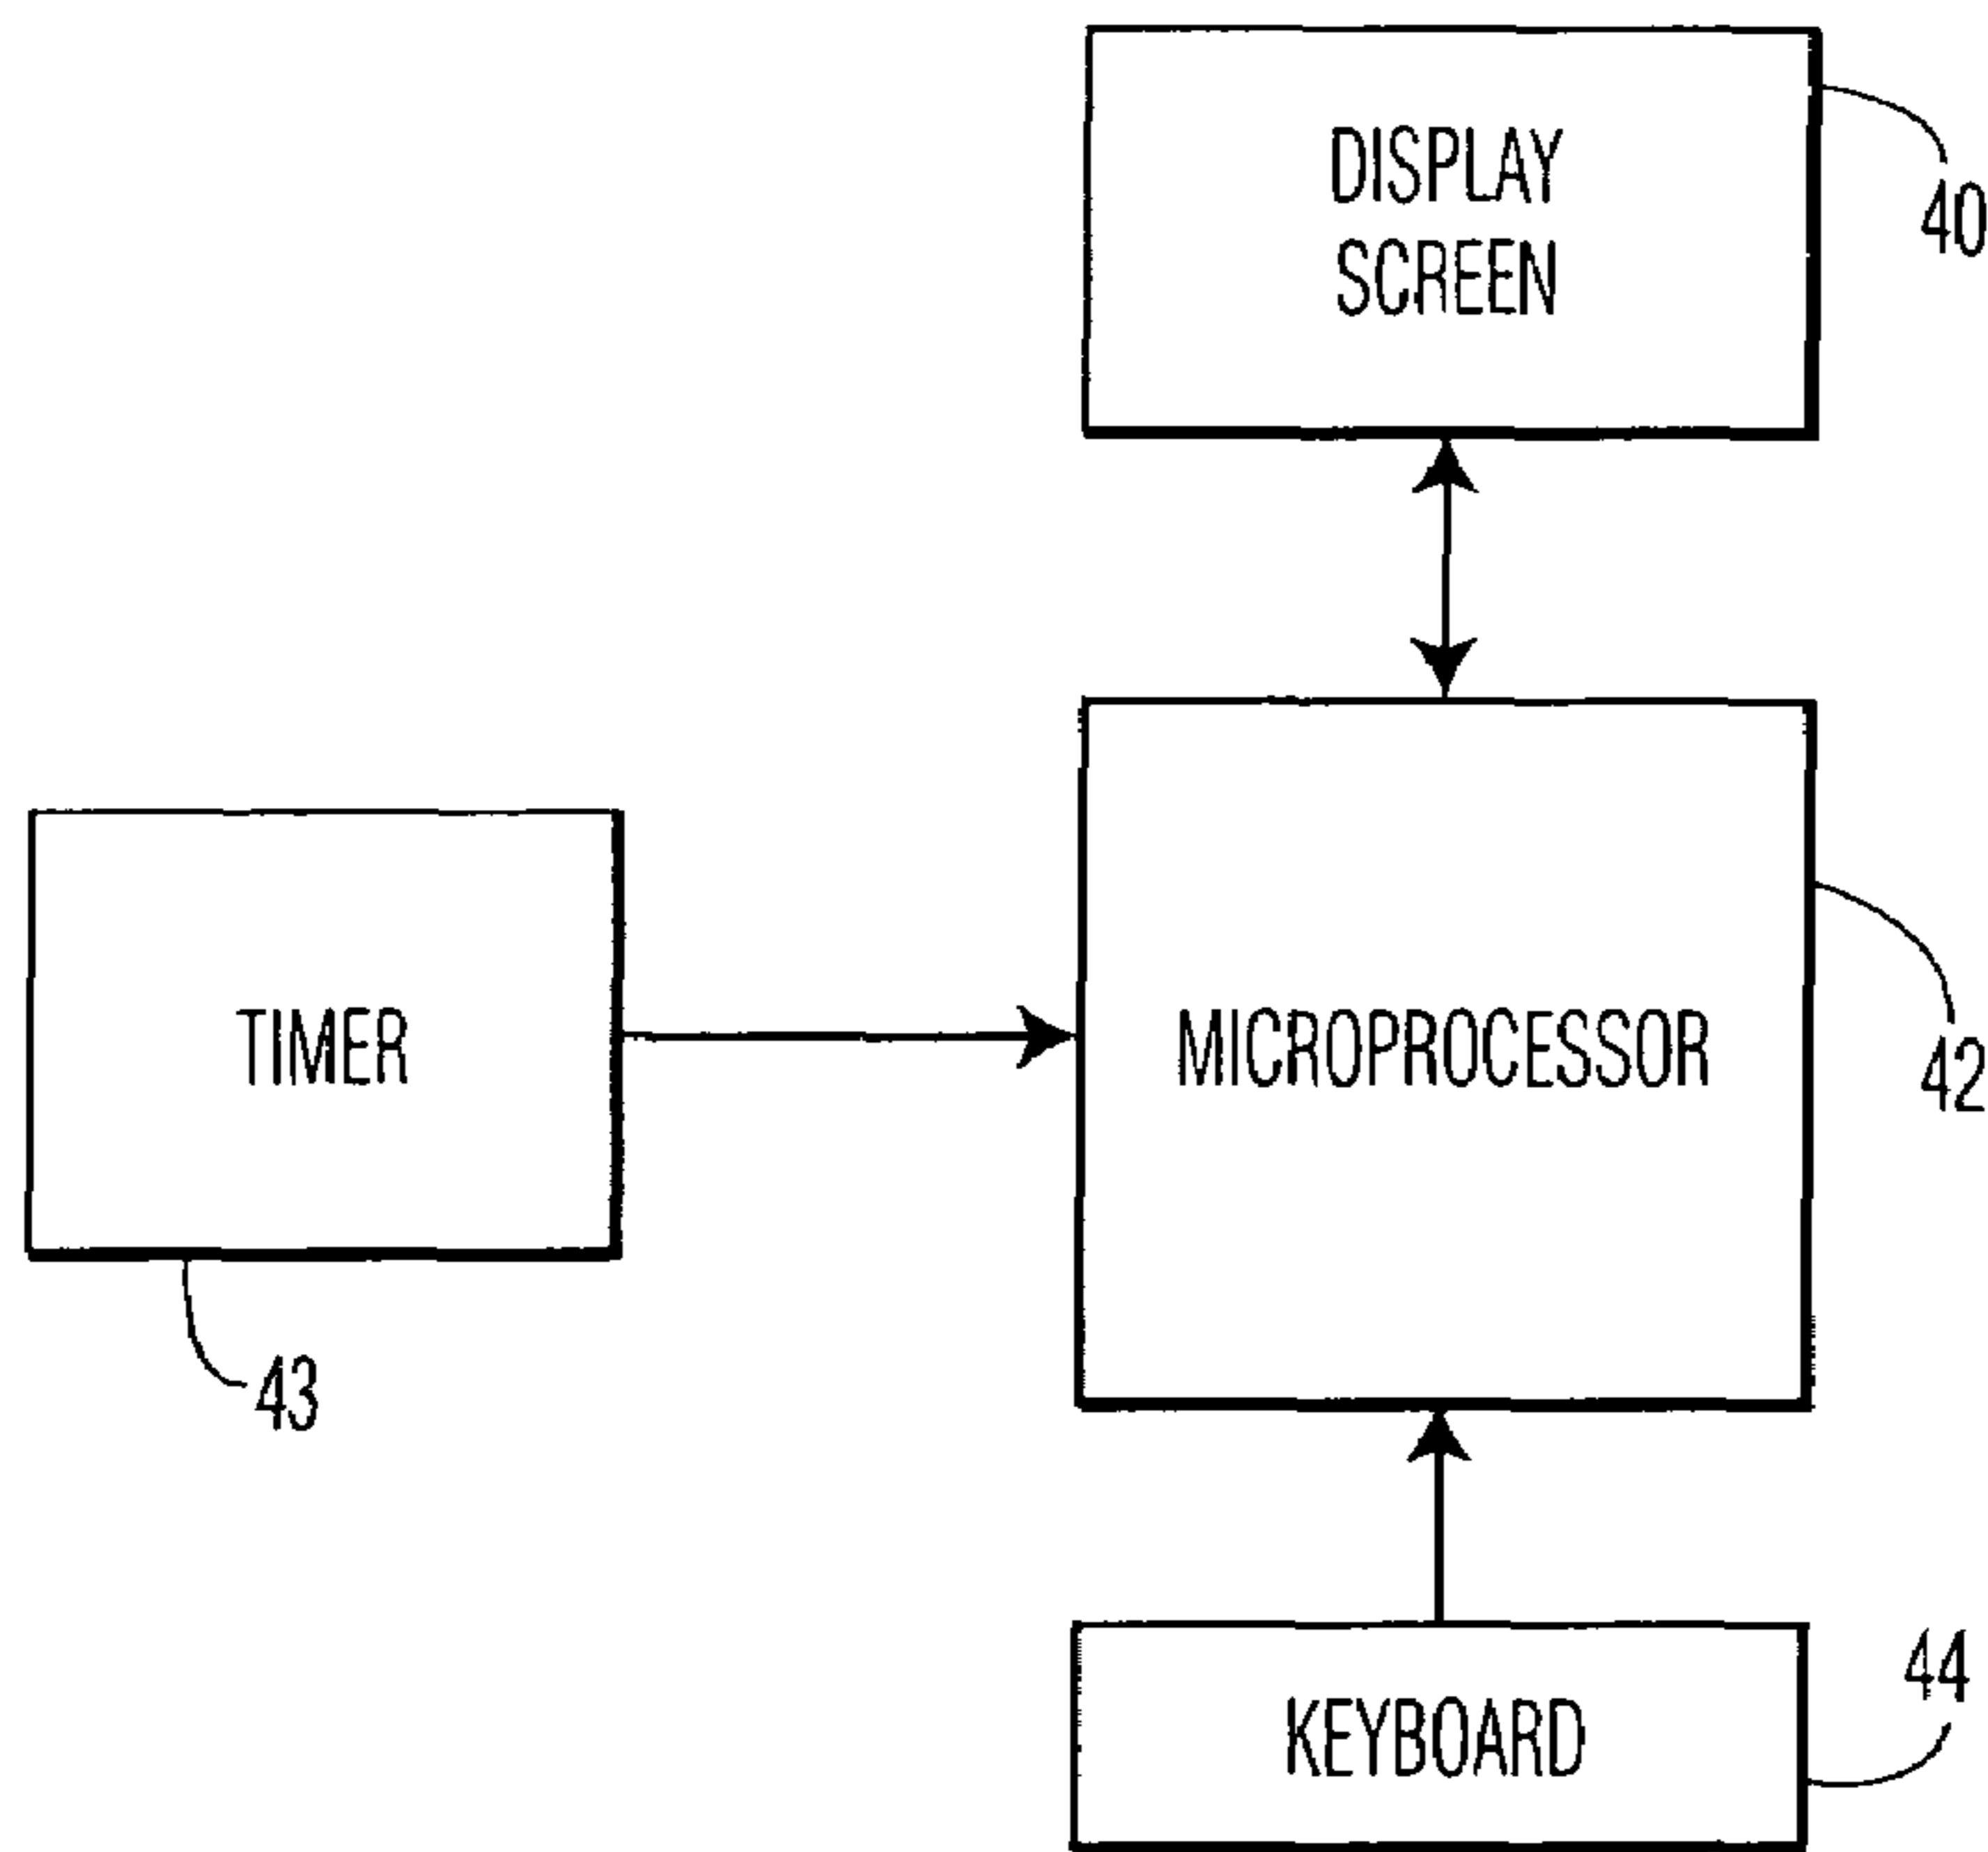 DISPLAY
SCREEN
40
TIMER
MICROPROCESSOR
42
43
44
KEYBOARD